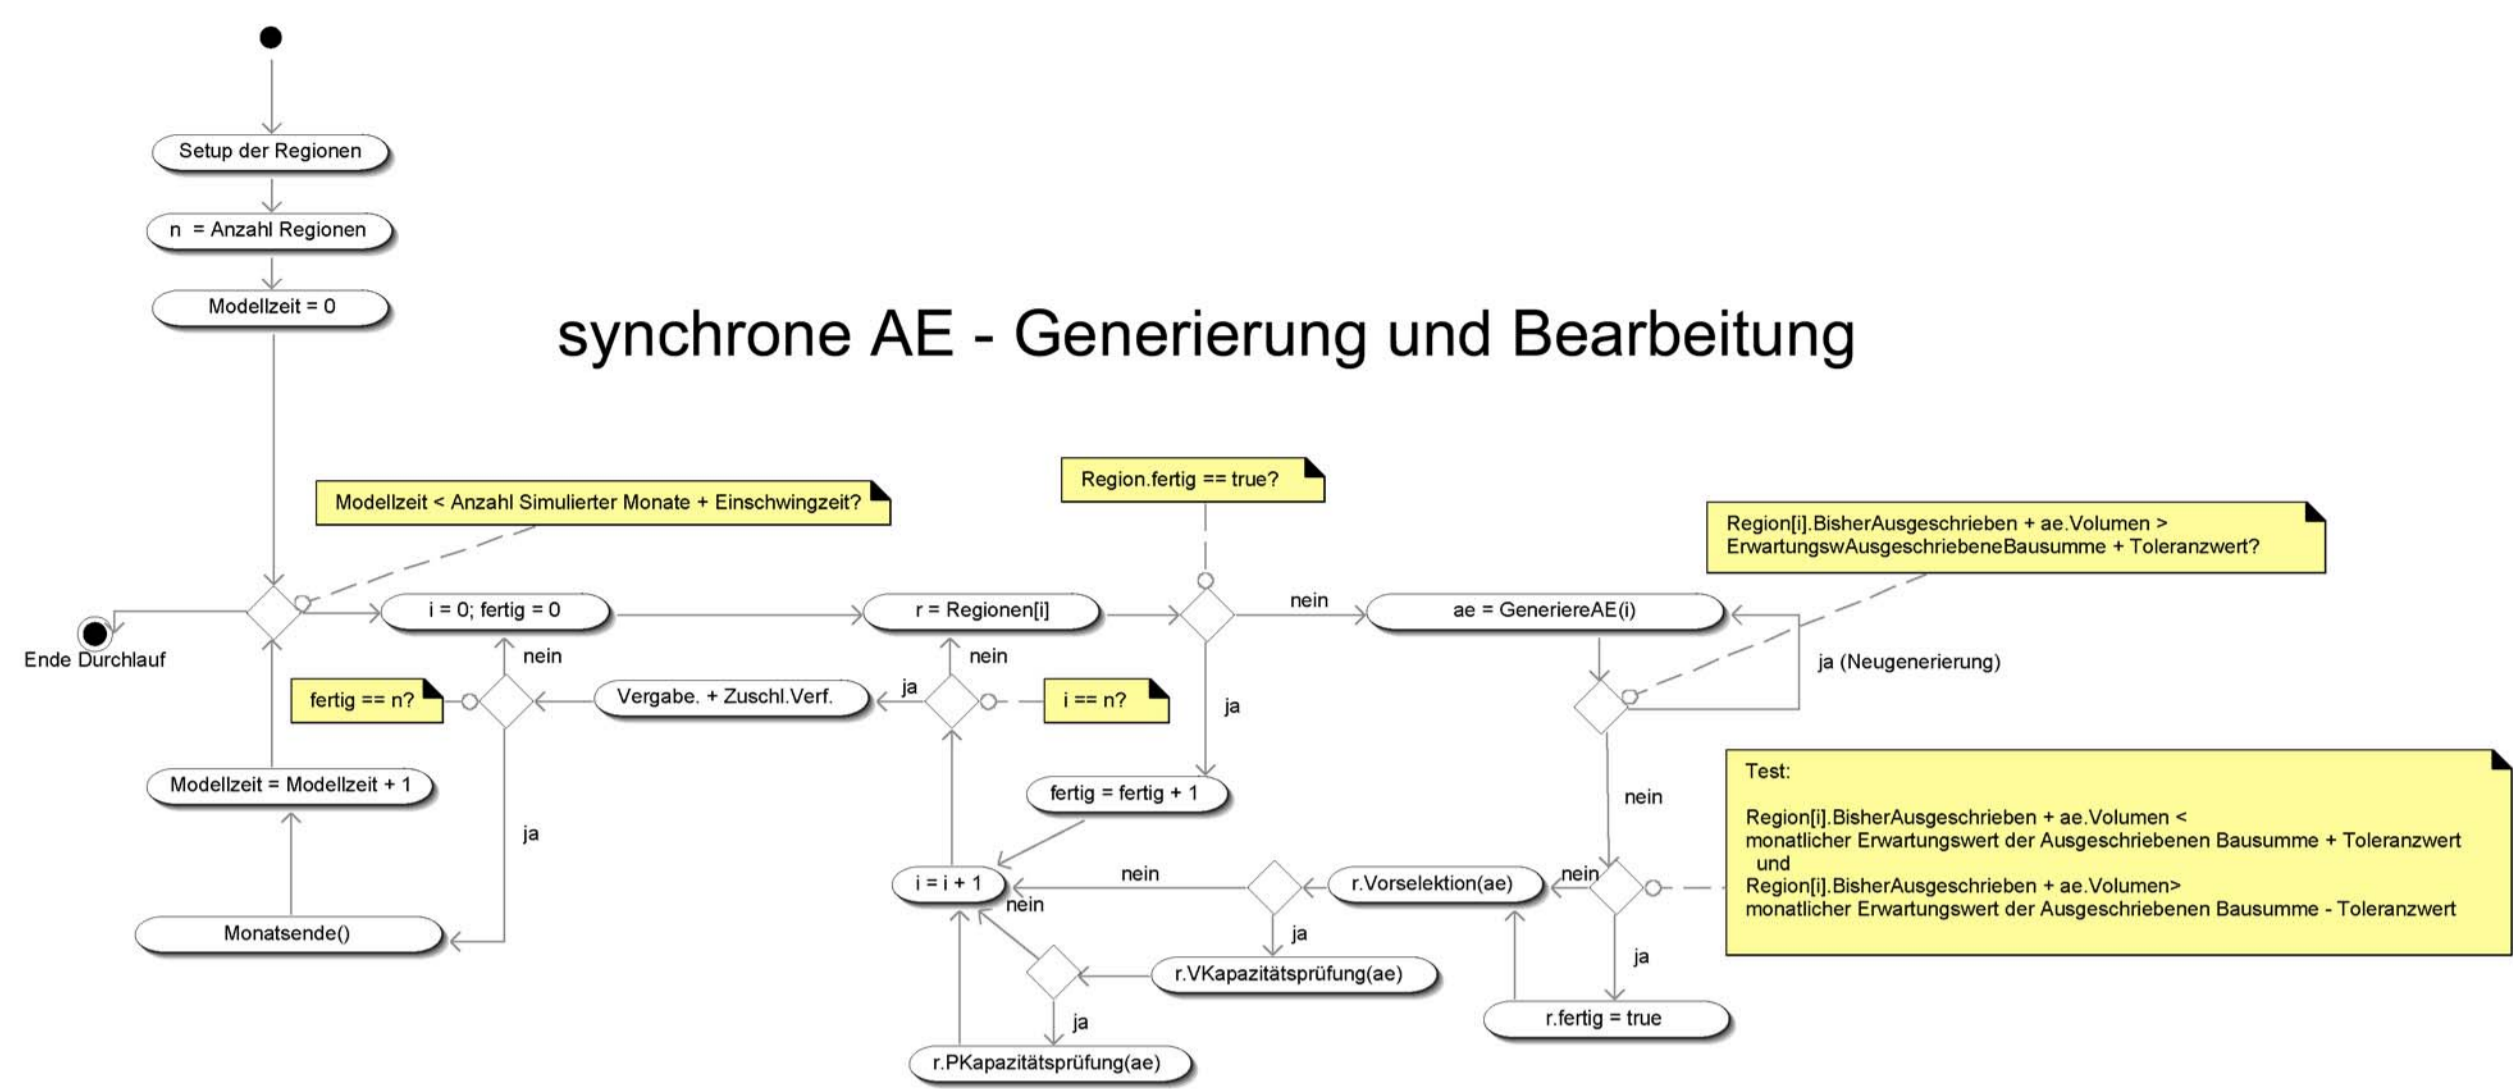 Setup der Regionen
n  = Anzahl Regionen
Modellzeit = 0
synchrone AE - Generierung und Bearbeitung
Modellzeit < Anzahl Simulierter Monate + Einschwingzeit?
Region.fertig == true?
Region[i].BisherAusgeschrieben + ae.Volumen >
ErwartungswAusgeschriebeneBausumme + Toleranzwert?
i = 0; fertig = 0
r = Regionen[i]
nein
ae = GeneriereAE(i)
Ende Durchlauf
nein
nein
ja (Neugenerierung)
fertig == n?
Vergabe. + Zuschl.Verf.
ja
i == n?
ja
Modellzeit = Modellzeit + 1
fertig = fertig + 1
nein
ja
Test:
Region[i].BisherAusgeschrieben + ae.Volumen <
monatlicher Erwartungswert der Ausgeschriebenen Bausumme + Toleranzwert
und
Region[i].BisherAusgeschrieben + ae.Volumen>
monatlicher Erwartungswert der Ausgeschriebenen Bausumme - Toleranzwert
i = i + 1
nein
r.Vorselektion(ae)
nein
nein
Monatsende()
ja
ja
r.VKapazitätsprüfung(ae)
ja
r.fertig = true
r.PKapazitätsprüfung(ae)